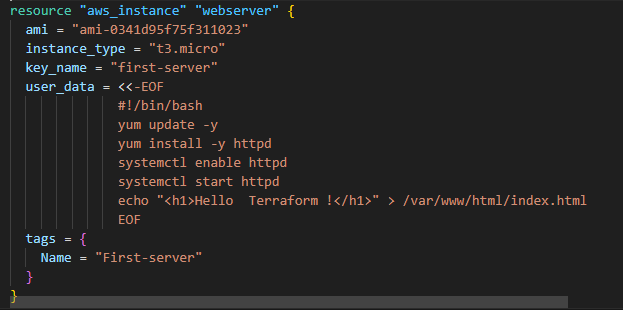 resource "aws_instance" "webserver" {
ami = "ami-0341d95f75f311023"
instance_type = "t3.micro"
key_name = "first-server"
user_data = <<-EOF
#!/bin/bash
yum update -y
yum install -y httpd
systemctl enable httpd
systemctl start httpd
echo "<h1>Hello  Terraform !</h1>" > /var/www/html/index.html
EOF
tags = {
Name = "First-server"
}
}